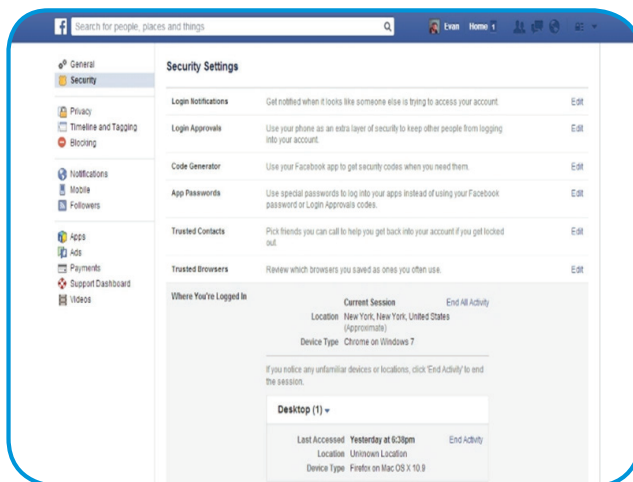 f
Search for people, places and things
Evan Home 1
General
Security
Privacy
Timeline and Tagging
Blocking
Notifications
Mobile
Followers
Apps
Ads
Payments
Support Dashboard
Videos
Security Settings
Login Notifications Get notified when it looks like someone else is trying to access your account. Edit
Login Approvals Use your phone as an extra layer of security to keep other people from logging Edit
into your account.
Code Generator Use your Facebook app to get security codes when you need them. Edit
App Passwords Use special passwords to log into your apps instead of using your Facebook Edit
password or Login Approvals codes.
Trusted Contacts Pick friends you can call to help you get back into your account if you get locked Edit
out.
Trusted Browsers Review which browsers you saved as ones you often use. Edit
Where You're Logged In
Current Session End All Activity
Location New York, New York, United States
(Approximate)
Device Type Chrome on Windows 7
If you notice any unfamiliar devices or locations, click 'End Activity' to end
the session.
Desktop (1)
Last Accessed Yesterday at 6:38pm End Activity
Location Unknown Location
Device Type Firefox on Mac OS X 10.9